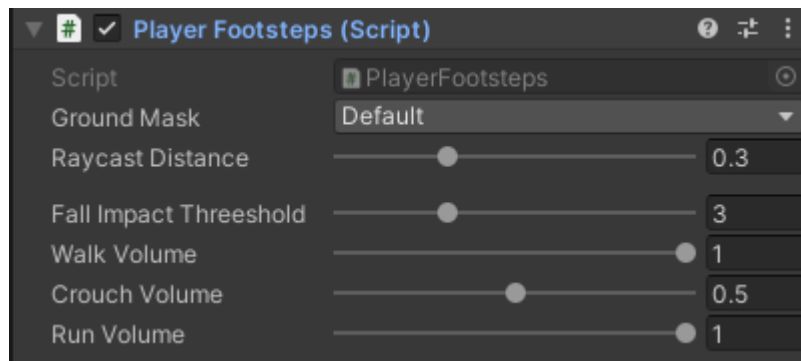 # Player Footsteps (Script)
Script PlayerFootsteps
Ground Mask Default
Raycast Distance 0.3
Fall Impact Threeshold 3
Walk Volume 1
Crouch Volume 0.5
Run Volume 1